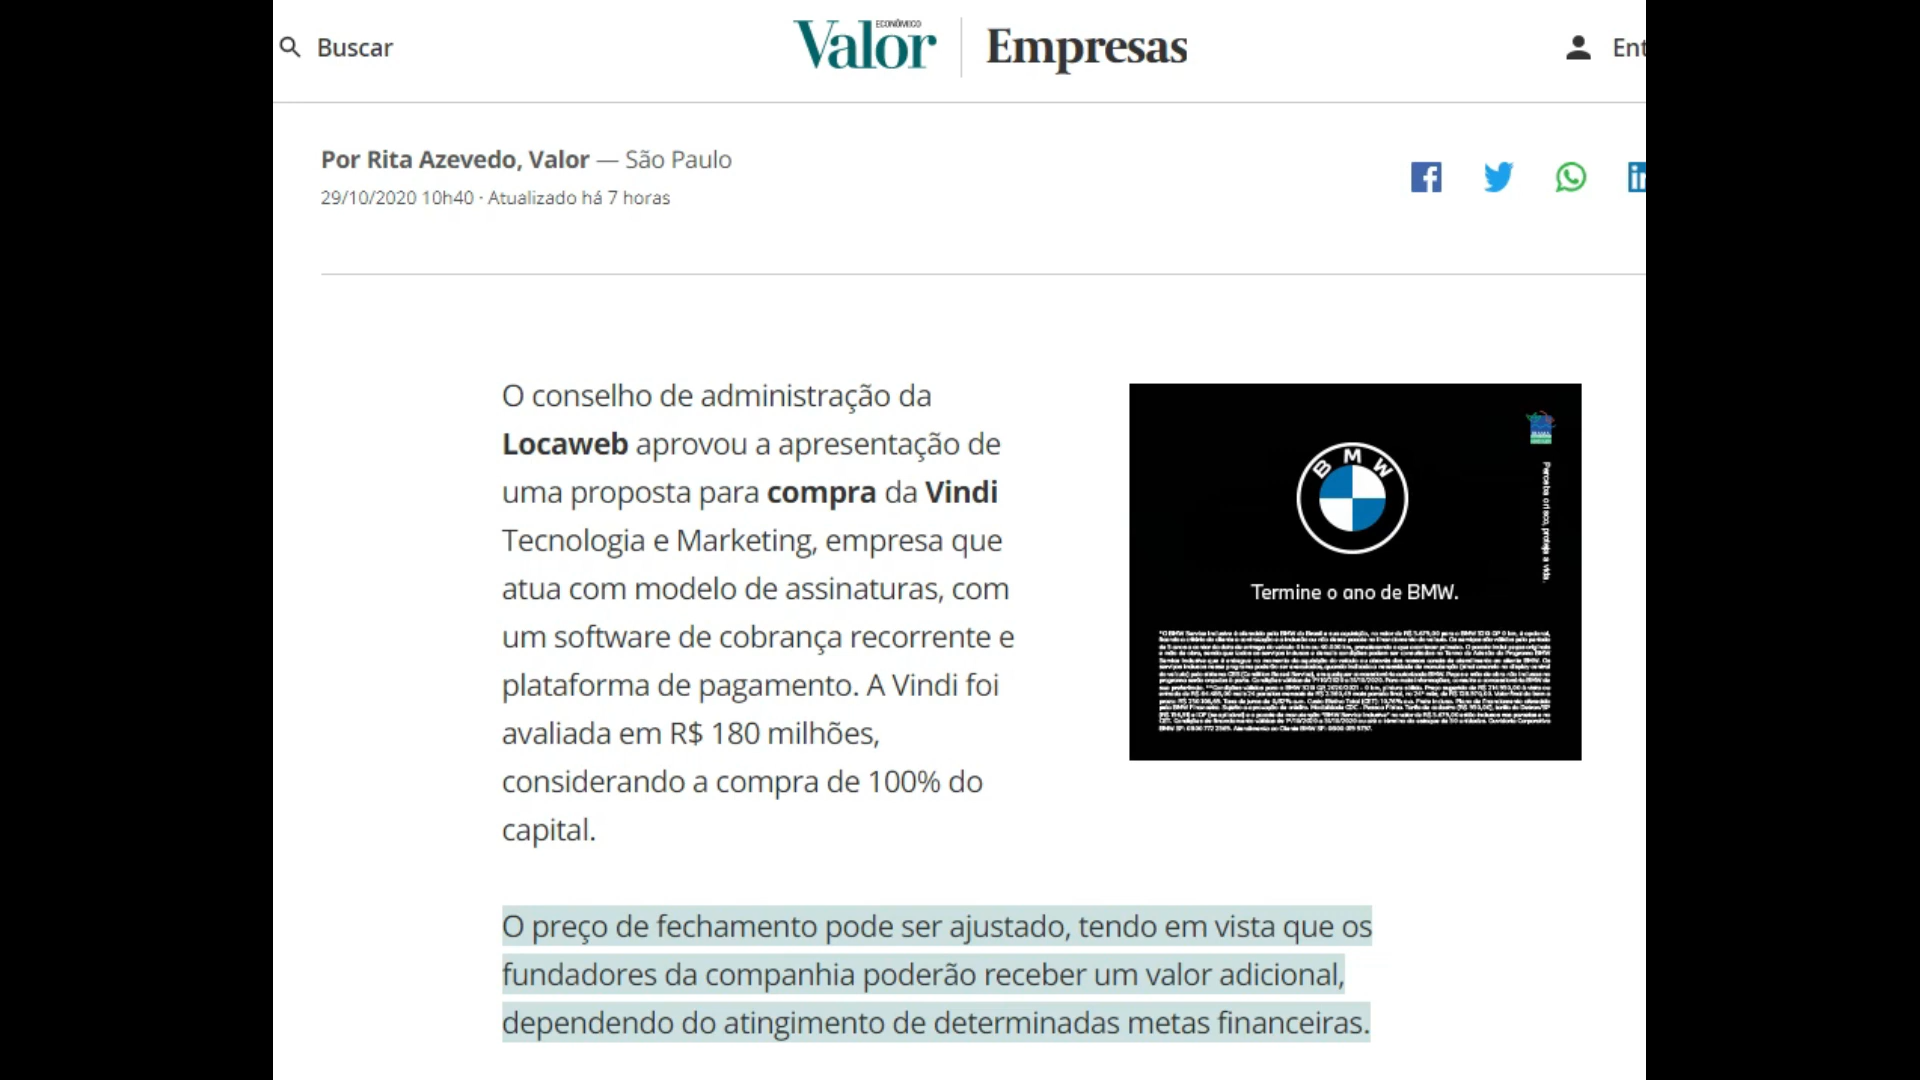 Buscar
Valor ECONÔMICO
Empresas
Por Rita Azevedo, Valor — São Paulo
29/10/2020 10h40 · Atualizado há 7 horas
O conselho de administração da
Locaweb aprovou a apresentação de
uma proposta para compra da Vindi
Tecnologia e Marketing, empresa que
atua com modelo de assinaturas, com
um software de cobrança recorrente e
plataforma de pagamento. A Vindi foi
avaliada em R$ 180 milhões,
considerando a compra de 100% do
capital.
BMW
Perceba o risco, proteja a vida.
Termine o ano de BMW.
O preço de fechamento pode ser ajustado, tendo em vista que os
fundadores da companhia poderão receber um valor adicional,
dependendo do atingimento de determinadas metas financeiras.